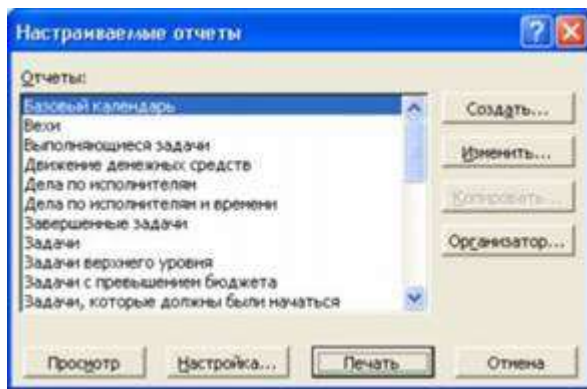 Настраиваемые отчеты
Отчеты:
Базовый календарь
Вехи
Выполняющиеся задачи
Движение денежных средств
Дела по исполнителям
Дела по исполнителям и времени
Завершенные задачи
Задачи
Задачи верхнего уровня
Задачи с превышением бюджета
Задачи, которые должны были начаться
Создать...
Изменить...
Копировать...
Организатор...
Просмотр
Настройка...
Печать
Отмена